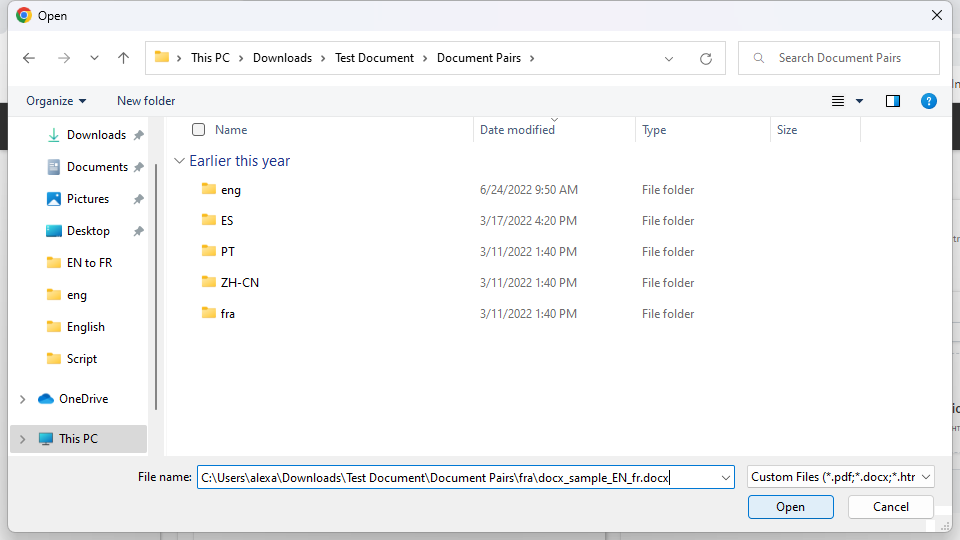 Open
This PC > Downloads > Test Document > Document Pairs >
Search Document Pairs
Organize
New folder
Name
Date modified
Type
Size
Downloads
Documents
Pictures
Desktop
EN to FR
eng
English
Script
OneDrive
This PC
Earlier this year
eng 6/24/2022 9:50 AM File folder
ES 3/17/2022 4:20 PM File folder
PT 3/11/2022 1:40 PM File folder
ZH-CN 3/11/2022 1:40 PM File folder
fra 3/11/2022 1:40 PM File folder
File name: C:\Users\alexa\Downloads\Test Document\Document Pairs\fra\docx_sample_EN_fr.docx
Custom Files (*.pdf;*.docx;*.htr
Open
Cancel